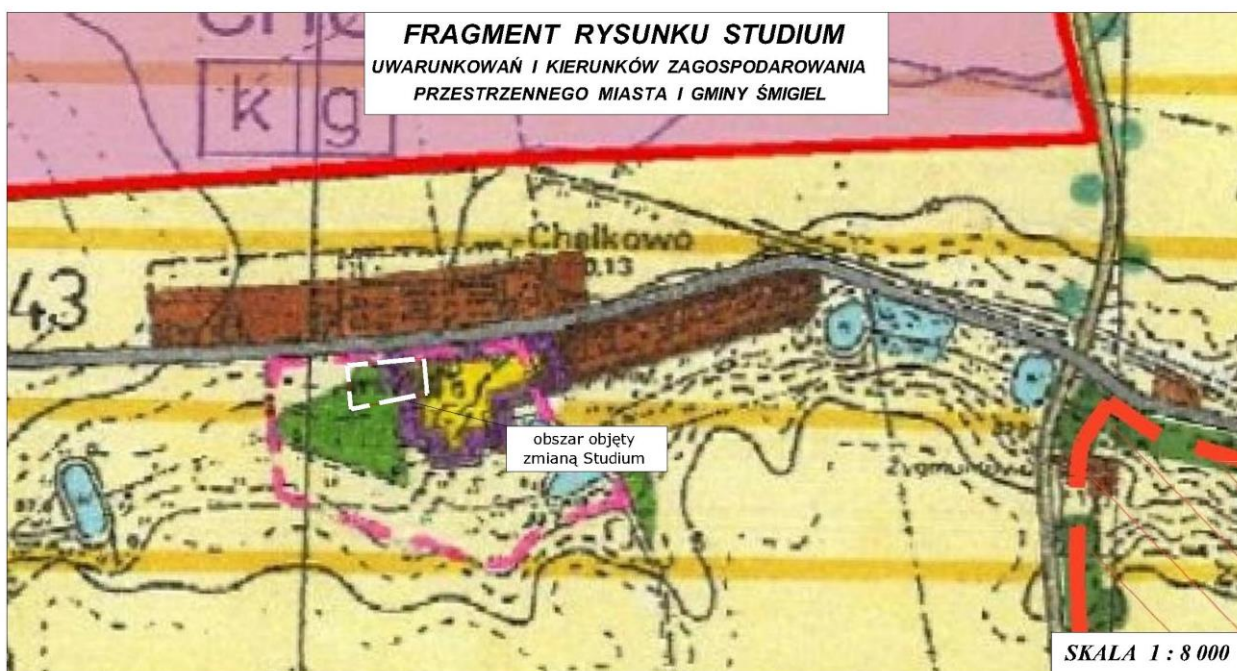 FRAGMENT RYSUNKU STUDIUM
UWARUNKOWAŃ I KIERUNKÓW ZAGOSPODAROWANIA
PRZESTRZENNEGO MIASTA I GMINY ŚMIGIEL
k g
Chełkowo
43
obszar objęty
zmianą Studium
Zygmuntowo
SKALA 1 : 8 000